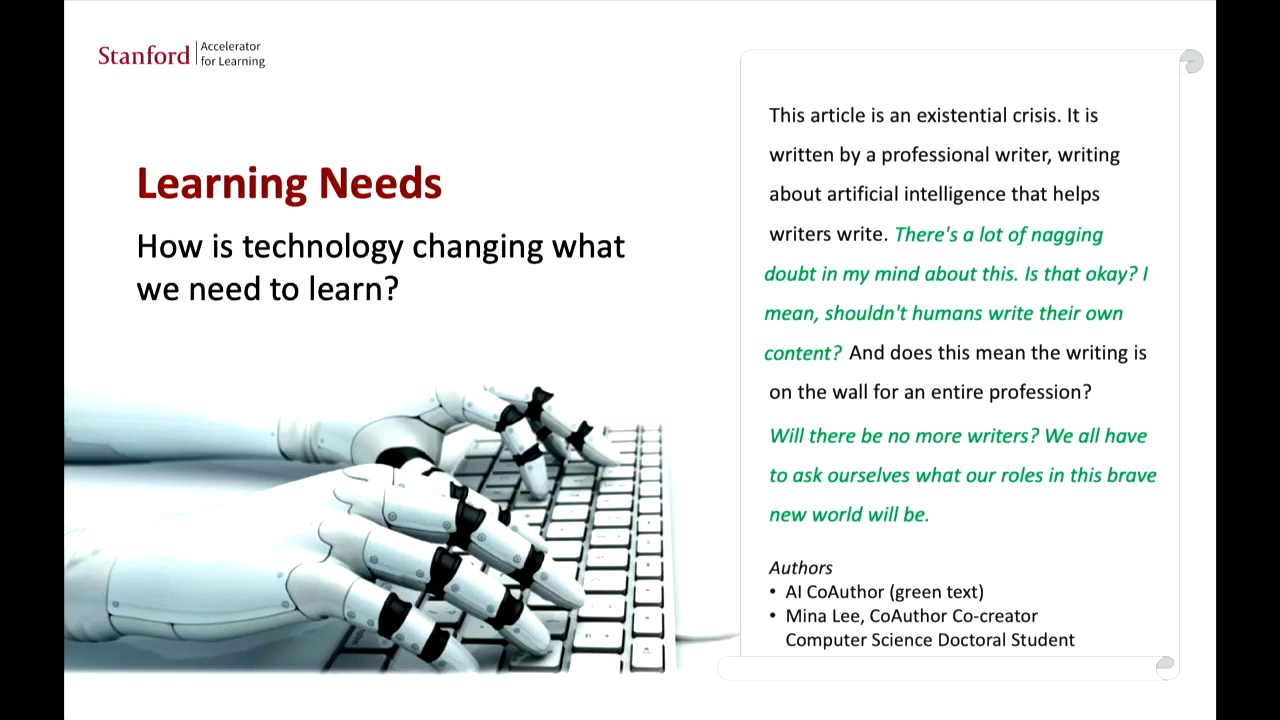 Stanford
Accelerator
for Learning
Learning Needs
How is technology changing what
we need to learn?
This article is an existential crisis. It is
written by a professional writer, writing
about artificial intelligence that helps
writers write. There's a lot of nagging
doubt in my mind about this. Is that okay? I
mean, shouldn't humans write their own
content? And does this mean the writing is
on the wall for an entire profession?
Will there be no more writers? We all have
to ask ourselves what our roles in this brave
new world will be.
Authors
• AI CoAuthor (green text)
• Mina Lee, CoAuthor Co-creator
Computer Science Doctoral Student